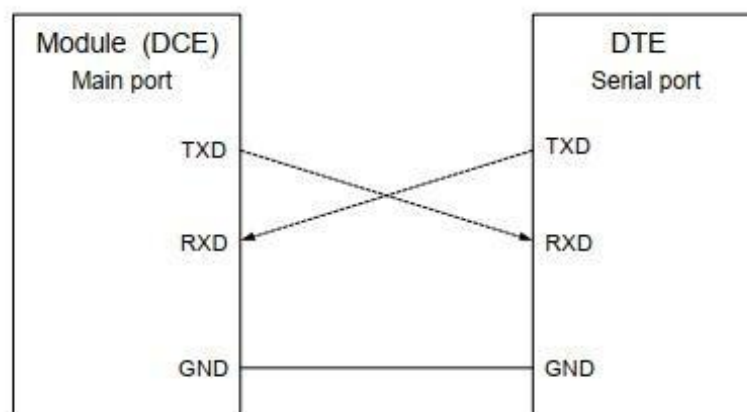 Module (DCE)
Main port
TXD
RXD
GND
DTE
Serial port
TXD
RXD
GND